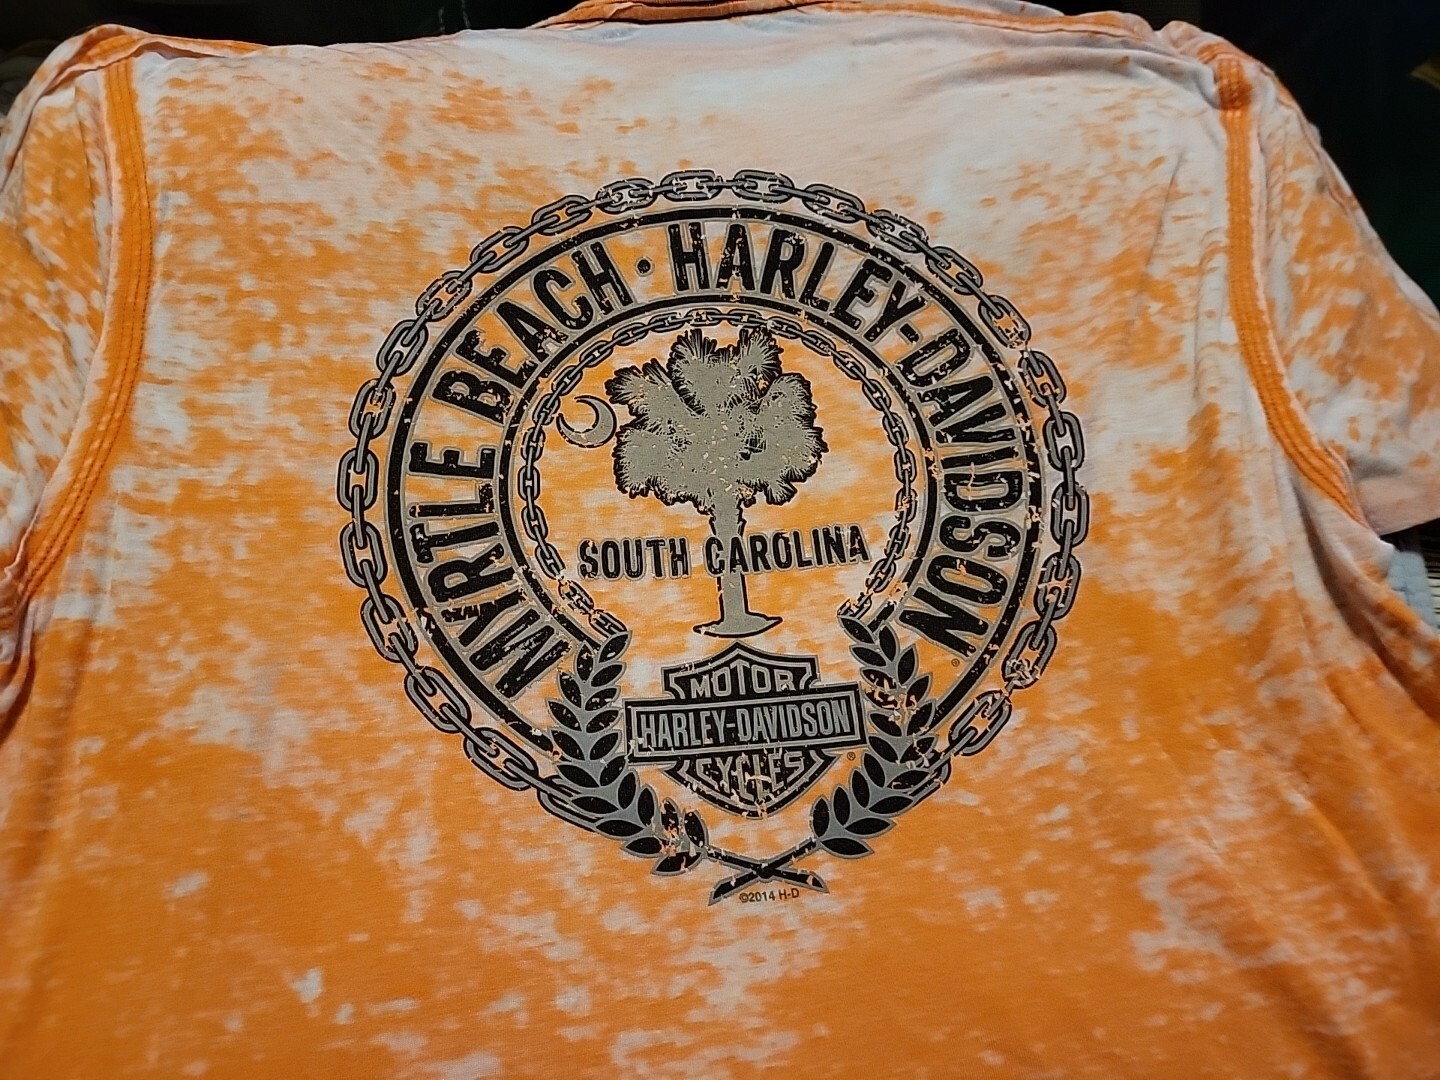 MYRTLE BEACH · HARLEY-DAVIDSON
®
SOUTH CAROLINA
MOTOR
HARLEY-DAVIDSON
CYCLES
®
©2014 H-D